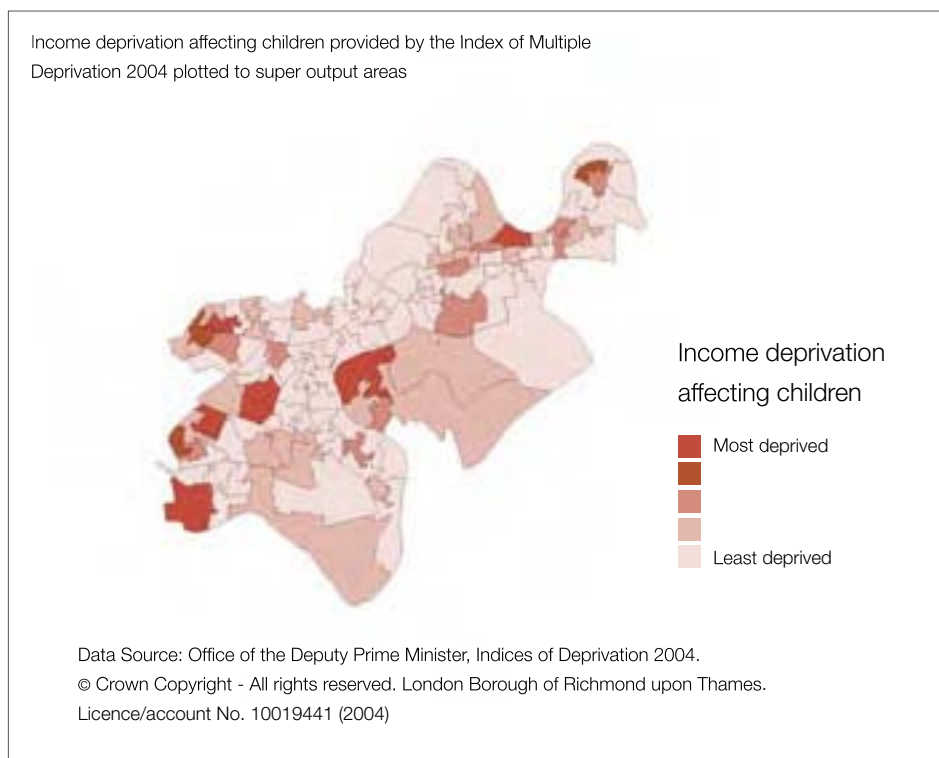 Income deprivation affecting children provided by the Index of Multiple
Deprivation 2004 plotted to super output areas
Income deprivation
affecting children
Most deprived
Least deprived
Data Source: Office of the Deputy Prime Minister, Indices of Deprivation 2004.
© Crown Copyright - All rights reserved. London Borough of Richmond upon Thames.
Licence/account No. 10019441 (2004)